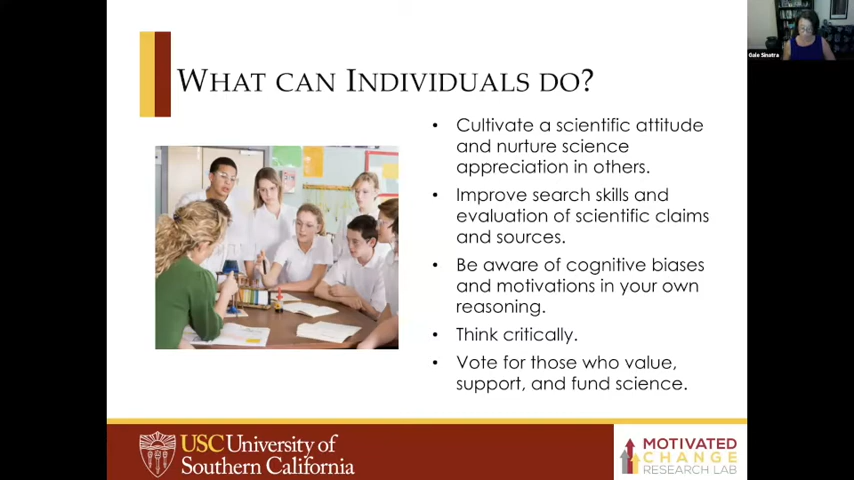 Gale Sinatra
WHAT CAN INDIVIDUALS DO?
• Cultivate a scientific attitude
and nurture science
appreciation in others.
• Improve search skills and
evaluation of scientific claims
and sources.
• Be aware of cognitive biases
and motivations in your own
reasoning.
• Think critically.
• Vote for those who value,
support, and fund science.
USC University of
Southern California
MOTIVATED
CHANGE
RESEARCH LAB